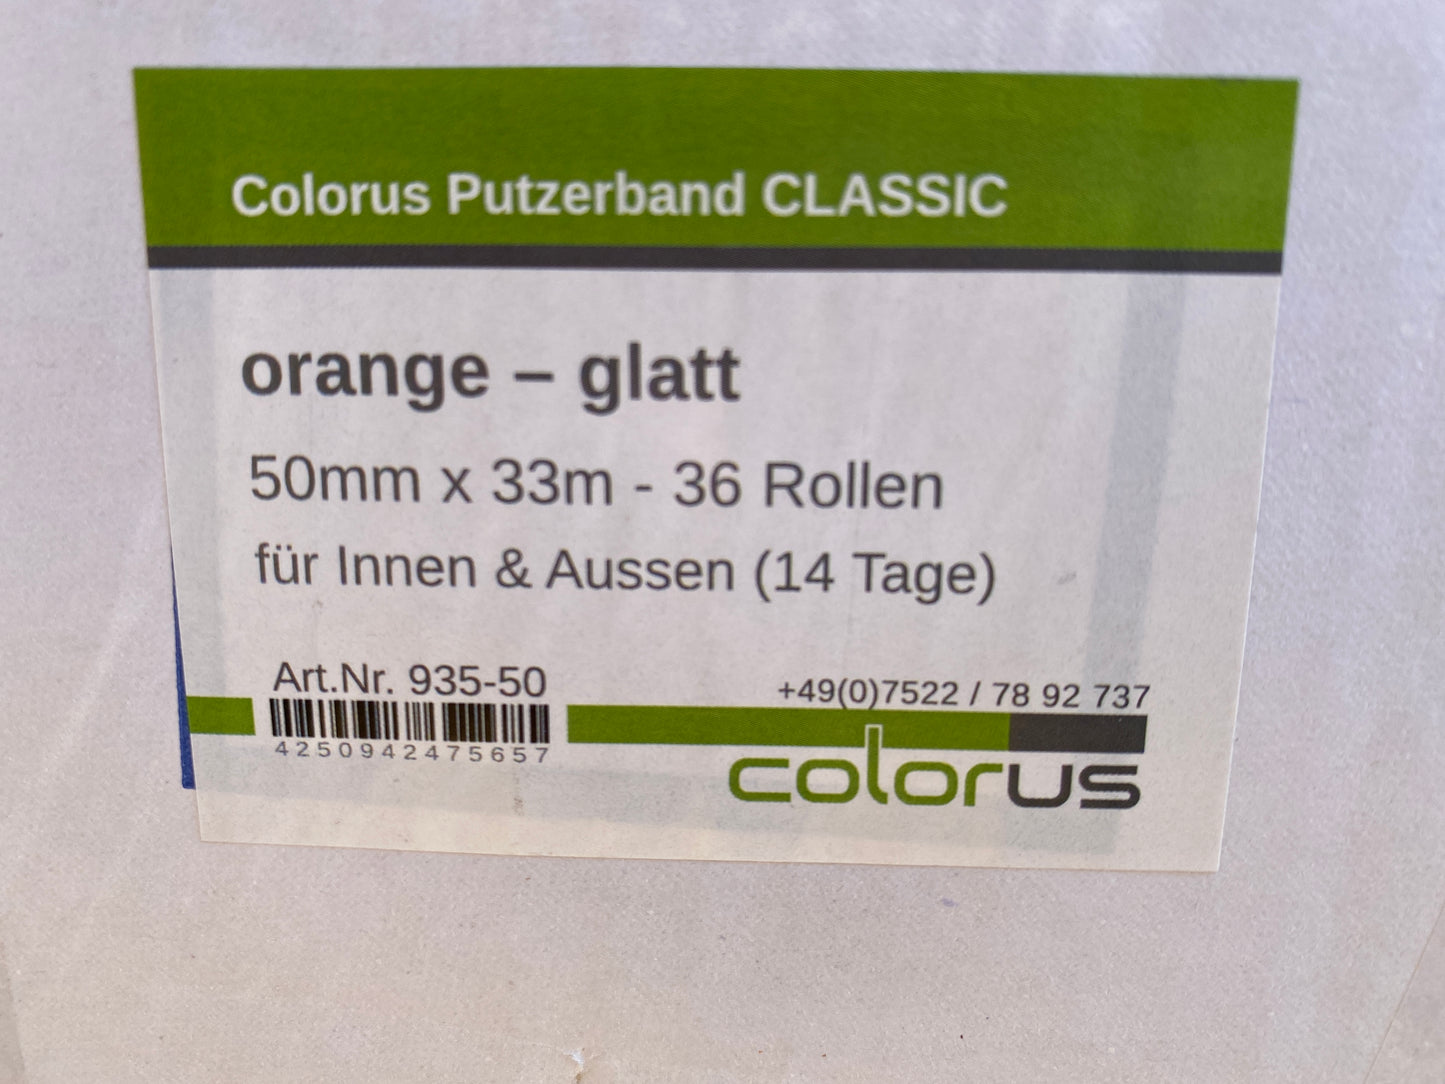 Colorus Putzerband CLASSIC
orange – glatt
50mm x 33m - 36 Rollen
für Innen & Aussen (14 Tage)
Art.Nr. 935-50
+49(0)7522 / 78 92 737
4250942475657
colorus